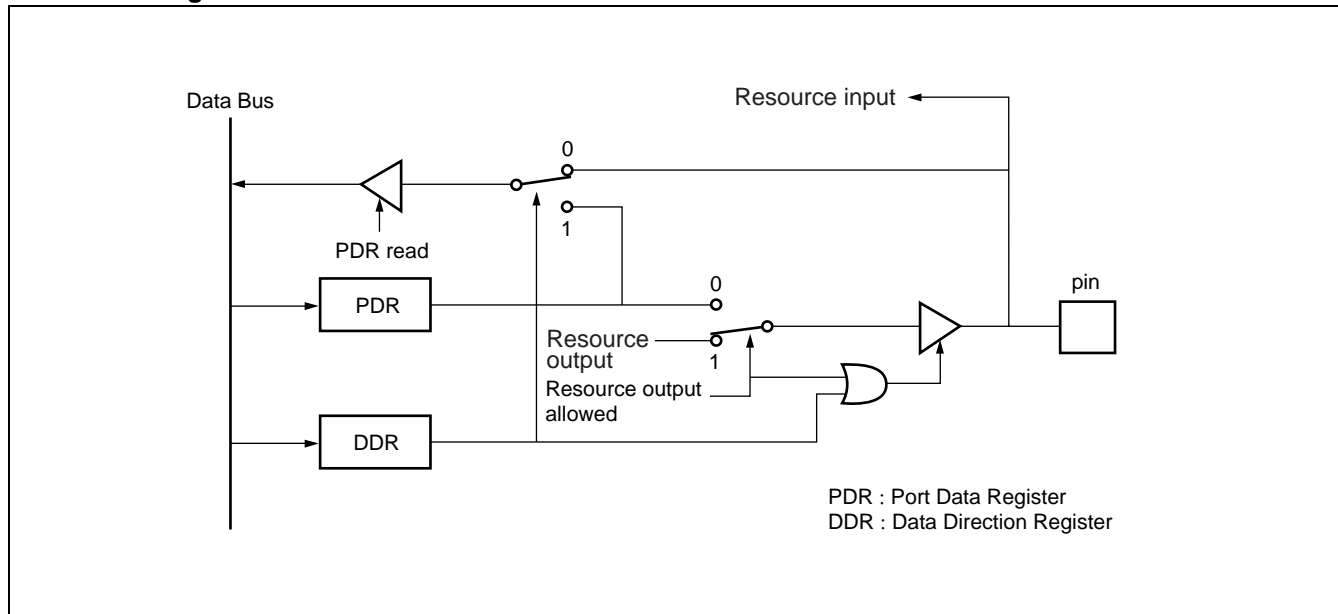 Data Bus
Resource input
0
1
PDR read
PDR
0
pin
Resource
output
1
Resource output
allowed
DDR
PDR : Port Data Register
DDR : Data Direction Register